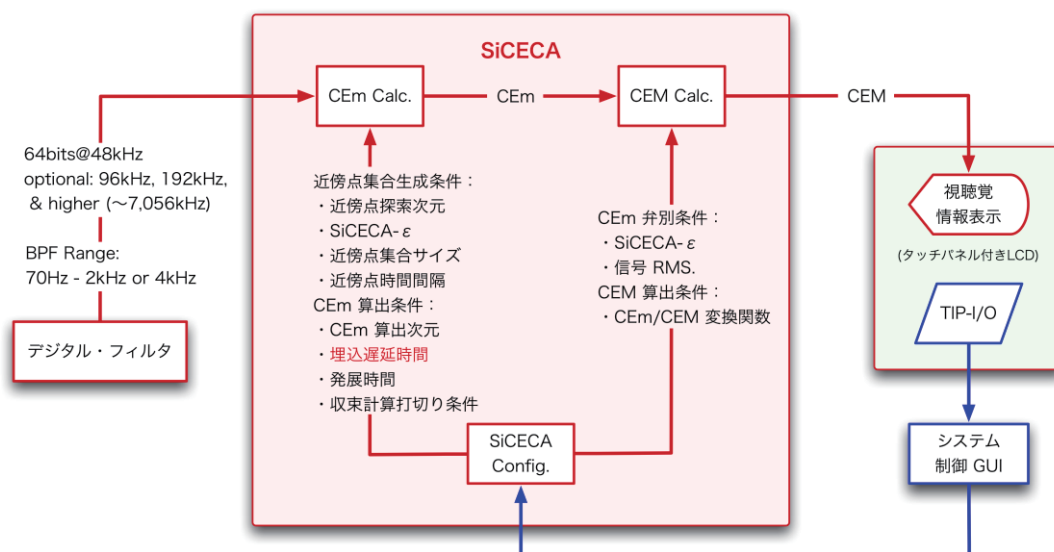 SiCECA
CEm Calc.
CEm
CEM Calc.
CEM
64bits@48kHz
optional: 96kHz, 192kHz,
& higher (〜7,056kHz)
BPF Range:
70Hz - 2kHz or 4kHz
デジタル・フィルタ
近傍点集合生成条件：
・近傍点探索次元
・SiCECA-ε
・近傍点集合サイズ
・近傍点時間間隔
CEm 算出条件：
・CEm 算出次元
・埋込遅延時間
・発展時間
・収束計算打切り条件
CEm 弁別条件：
・SiCECA-ε
・信号 RMS.
CEM 算出条件：
・CEm/CEM 変換関数
SiCECA
Config.
視聴覚
情報表示
(タッチパネル付きLCD)
TIP-I/O
システム
制御 GUI